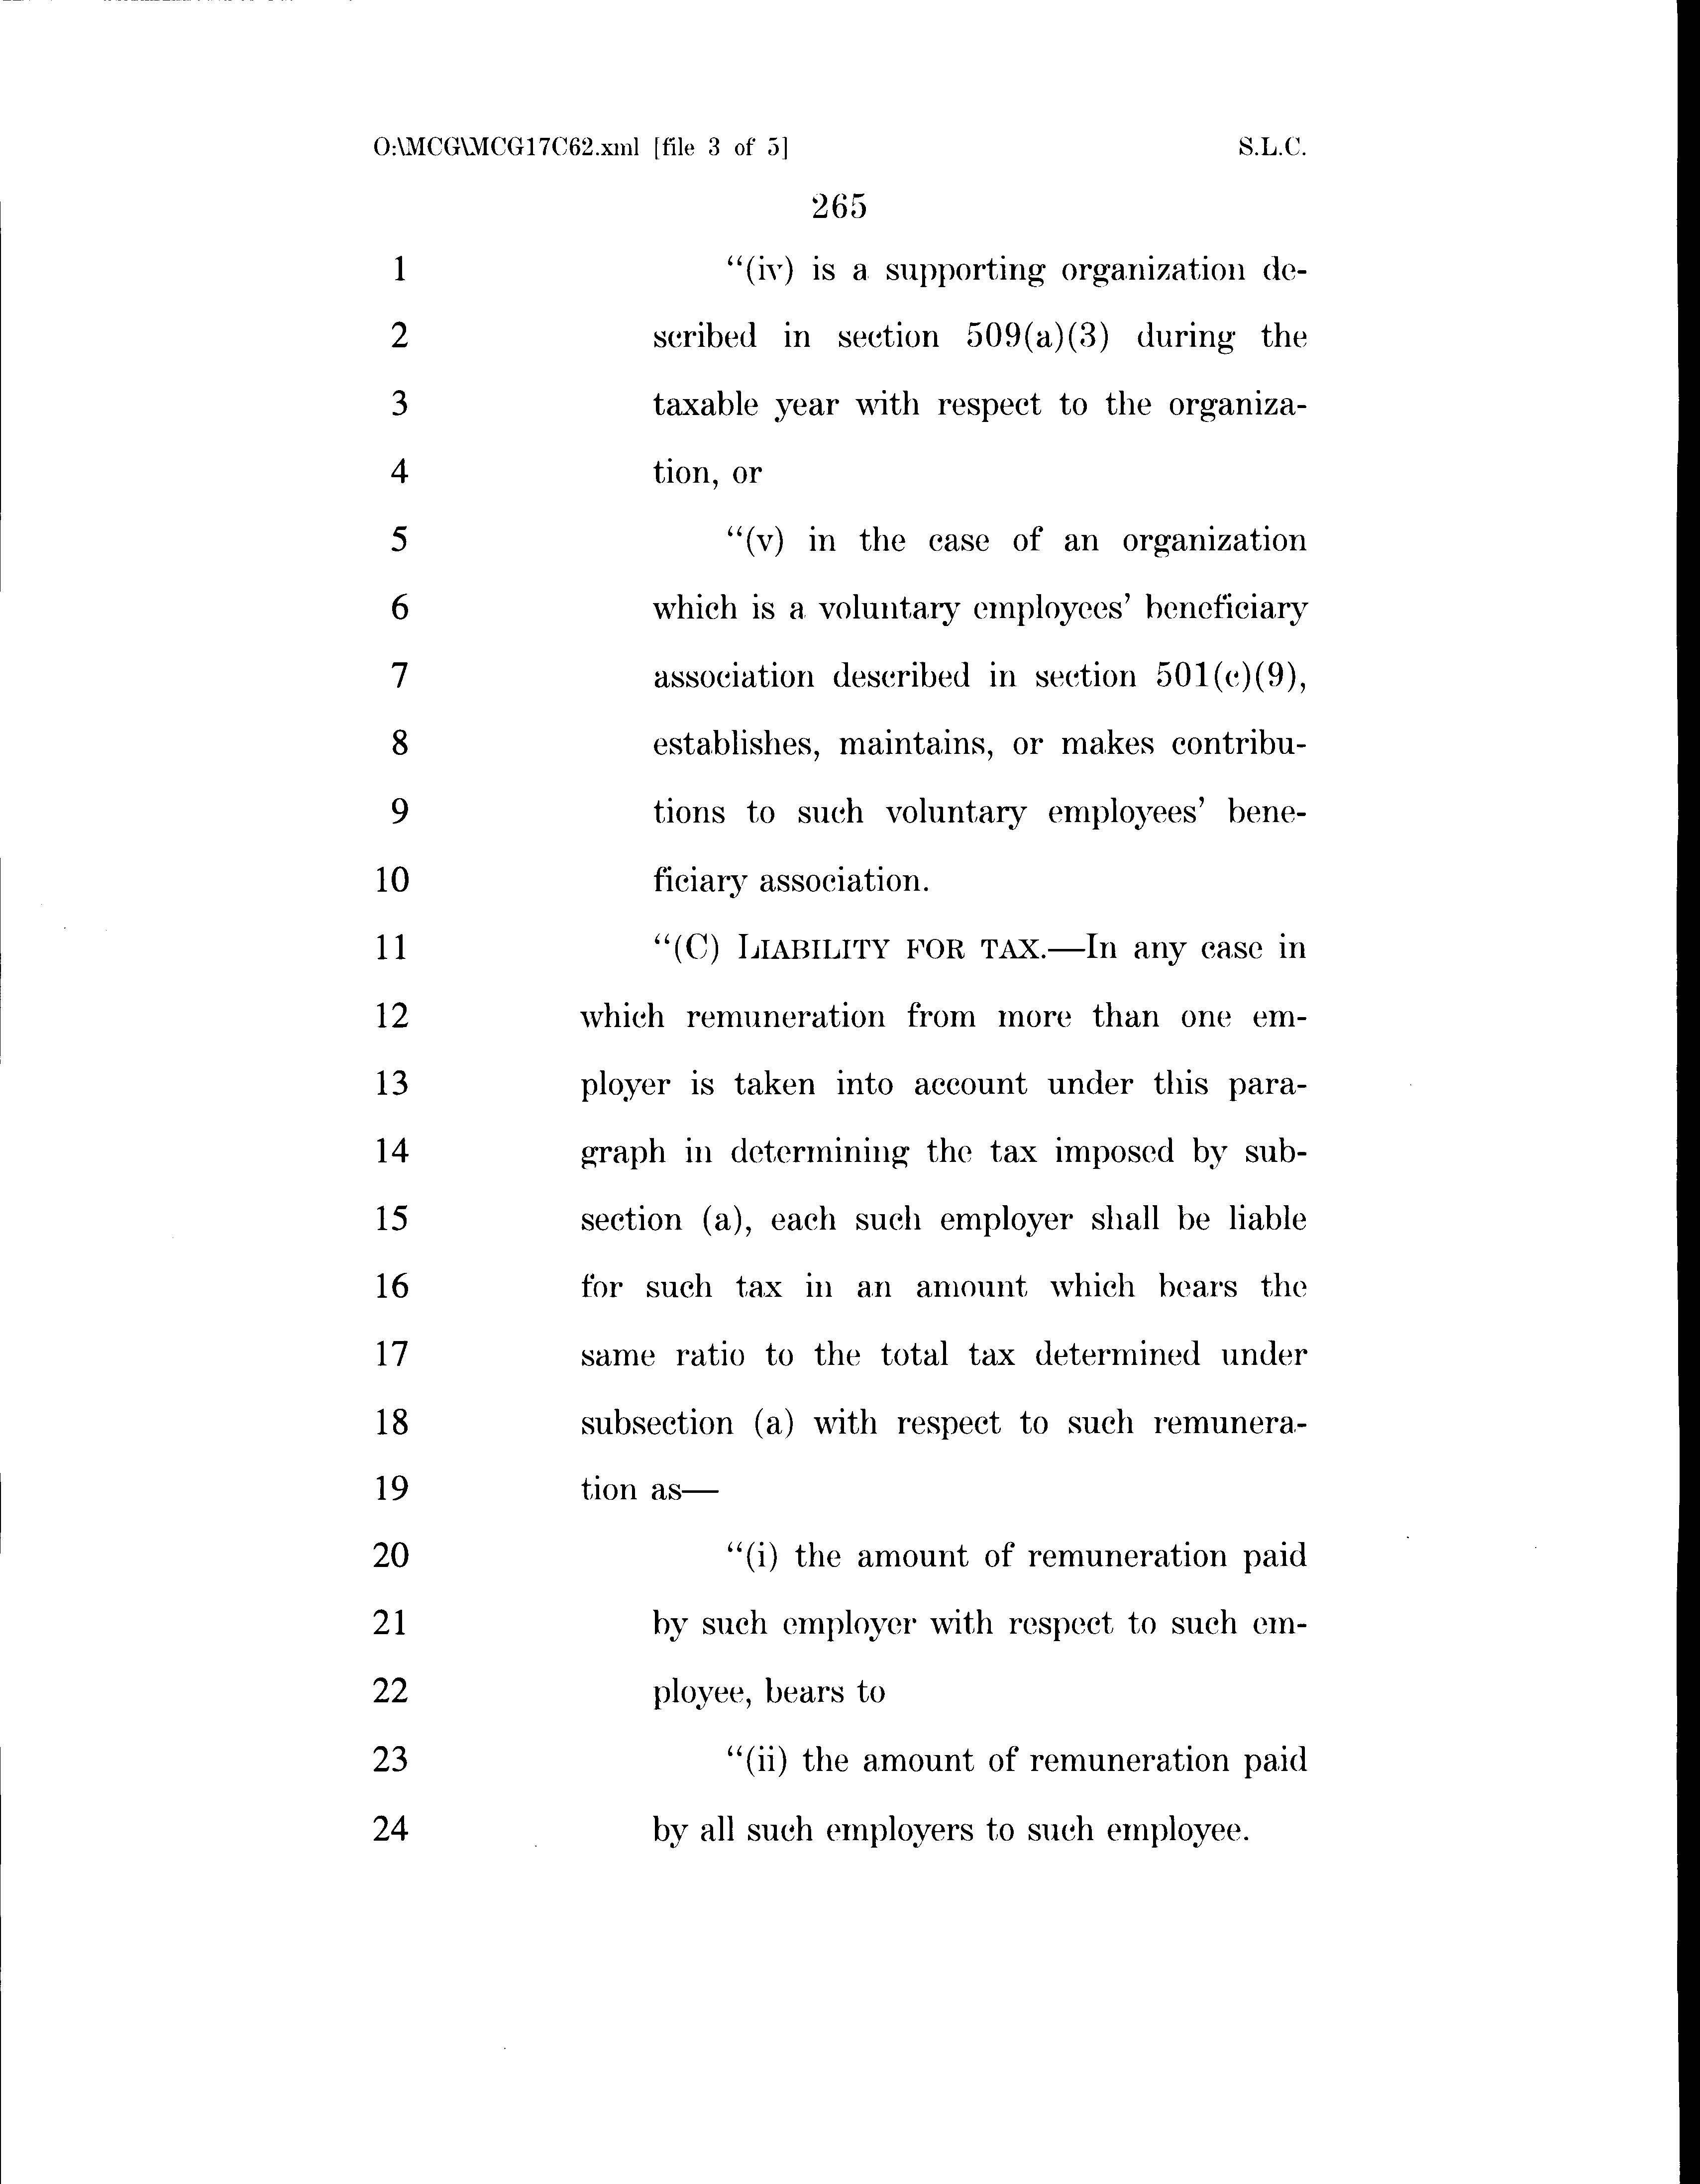 O:\MCG\MCG17C62.xml [file 3 of 5] S.L.C.
265
1 “(iv) is a supporting organization de-
2 scribed in section 509(a)(3) during the
3 taxable year with respect to the organiza-
4 tion, or
5 “(v) in the case of an organization
6 which is a voluntary employees’ beneficiary
7 association described in section 501(c)(9),
8 establishes, maintains, or makes contribu-
9 tions to such voluntary employees’ bene-
10 ficiary association.
11 “(C) LIABILITY FOR TAX.—In any case in
12 which remuneration from more than one em-
13 ployer is taken into account under this para-
14 graph in determining the tax imposed by sub-
15 section (a), each such employer shall be liable
16 for such tax in an amount which bears the
17 same ratio to the total tax determined under
18 subsection (a) with respect to such remunera-
19 tion as—
20 “(i) the amount of remuneration paid
21 by such employer with respect to such em-
22 ployee, bears to
23 “(ii) the amount of remuneration paid
24 by all such employers to such employee.